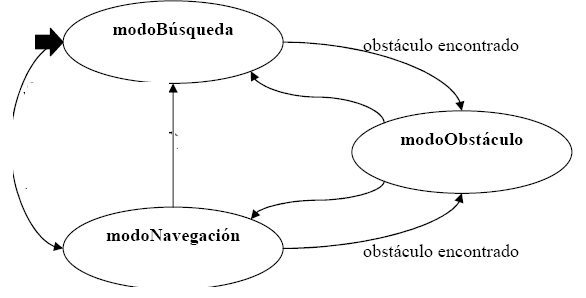 modoBúsqueda
obstáculo encontrado
modoObstáculo
modoNavegación
obstáculo encontrado